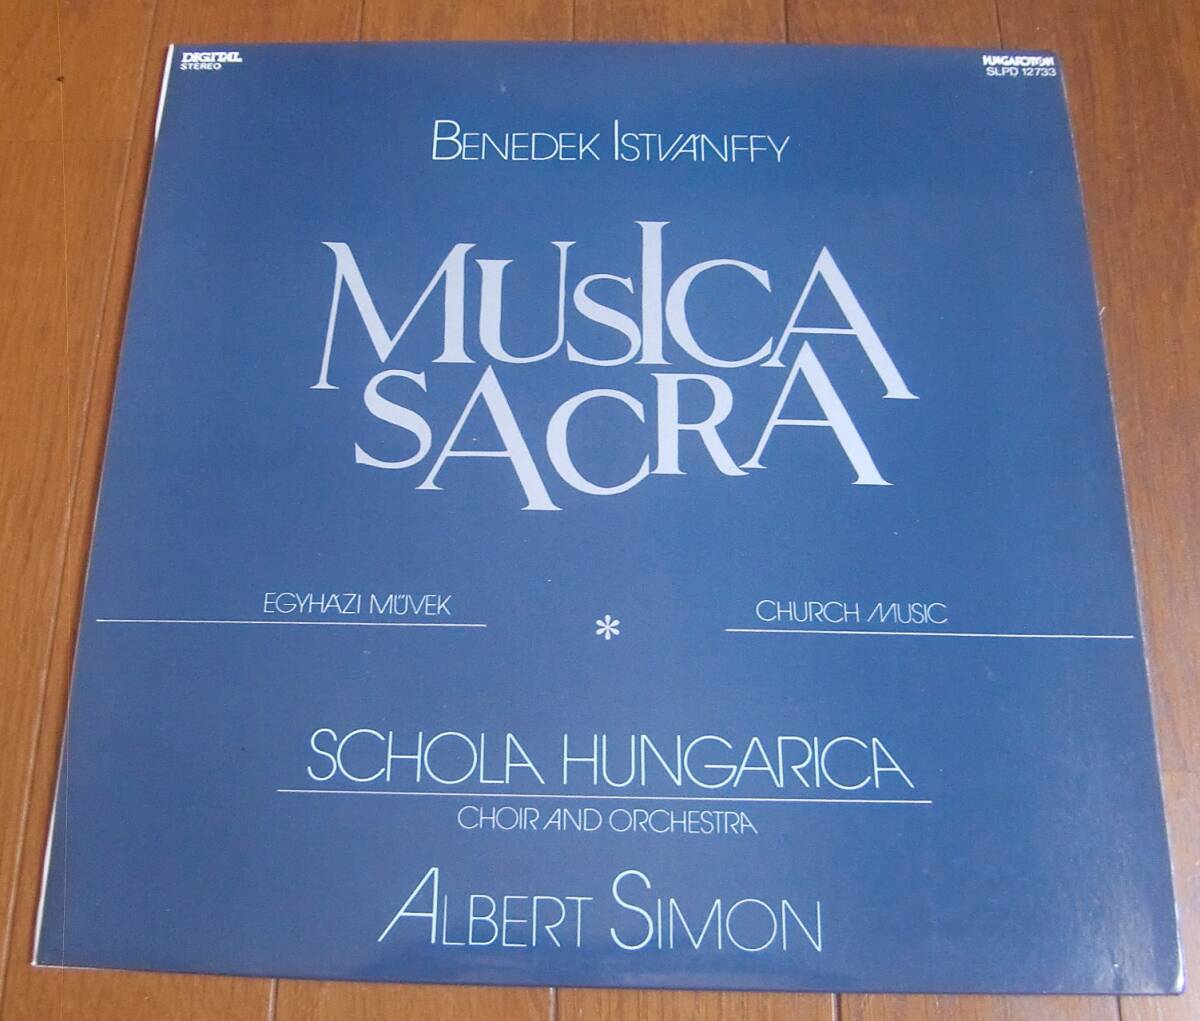 DIGITAL
STEREO
HUNGAROTON
SLPD 12733
BENEDEK ISTVÁNFFY
MUSICA
SACRA
EGYHÁZI MŰVEK
*
CHURCH MUSIC
SCHOLA HUNGARICA
CHOIR AND ORCHESTRA
ALBERT SIMON